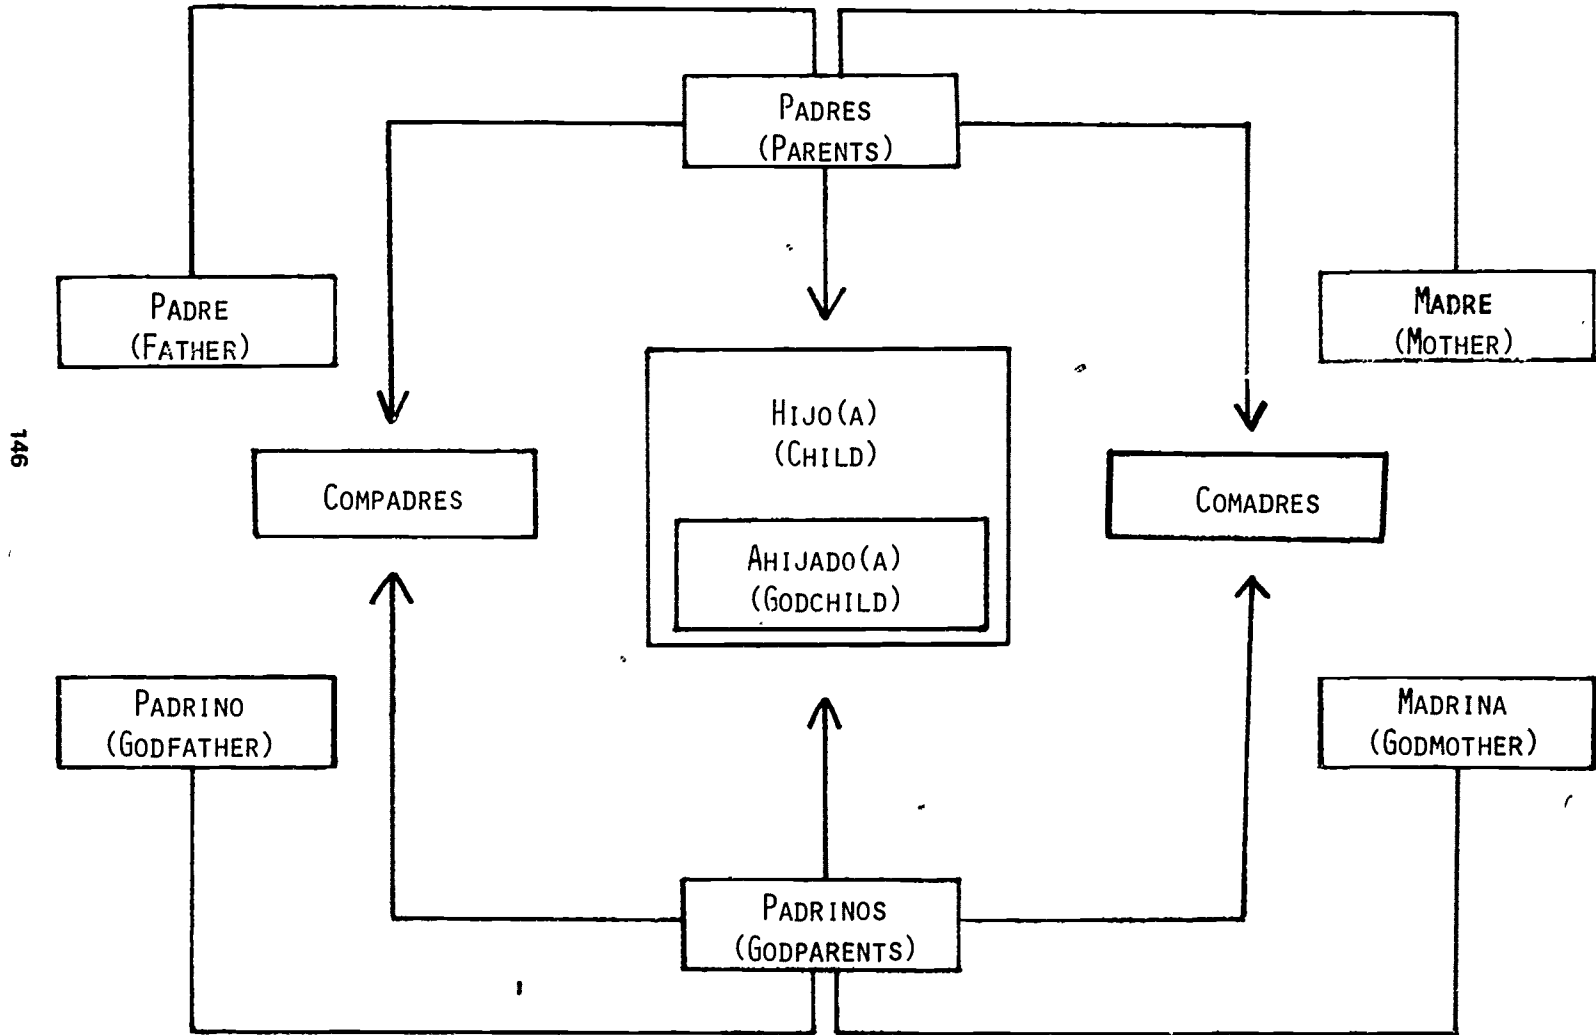 PADRES
(PARENTS)
PADRE
(FATHER)
MADRE
(MOTHER)
HIJO(A)
(CHILD)
COMPADRES
COMADRES
AHIJADO(A)
(GODCHILD)
PADRINO
(GODFATHER)
MADRINA
(GODMOTHER)
PADRINOS
(GODPARENTS)
146